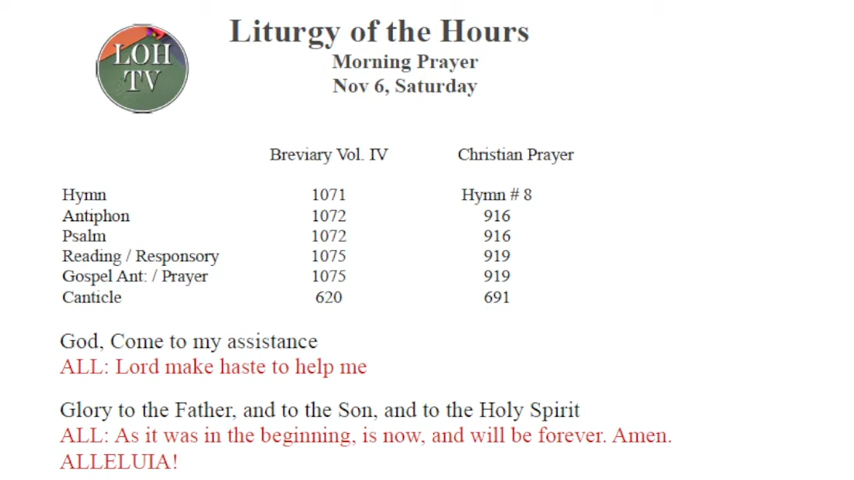 LOH
TV
Liturgy of the Hours
Morning Prayer
Nov 6, Saturday
Breviary Vol. IV Christian Prayer
Hymn 1071 Hymn # 8
Antiphon 1072 916
Psalm 1072 916
Reading / Responsory 1075 919
Gospel Ant: / Prayer 1075 919
Canticle 620 691
God, Come to my assistance
ALL: Lord make haste to help me
Glory to the Father, and to the Son, and to the Holy Spirit
ALL: As it was in the beginning, is now, and will be forever. Amen.
ALLELUIA!